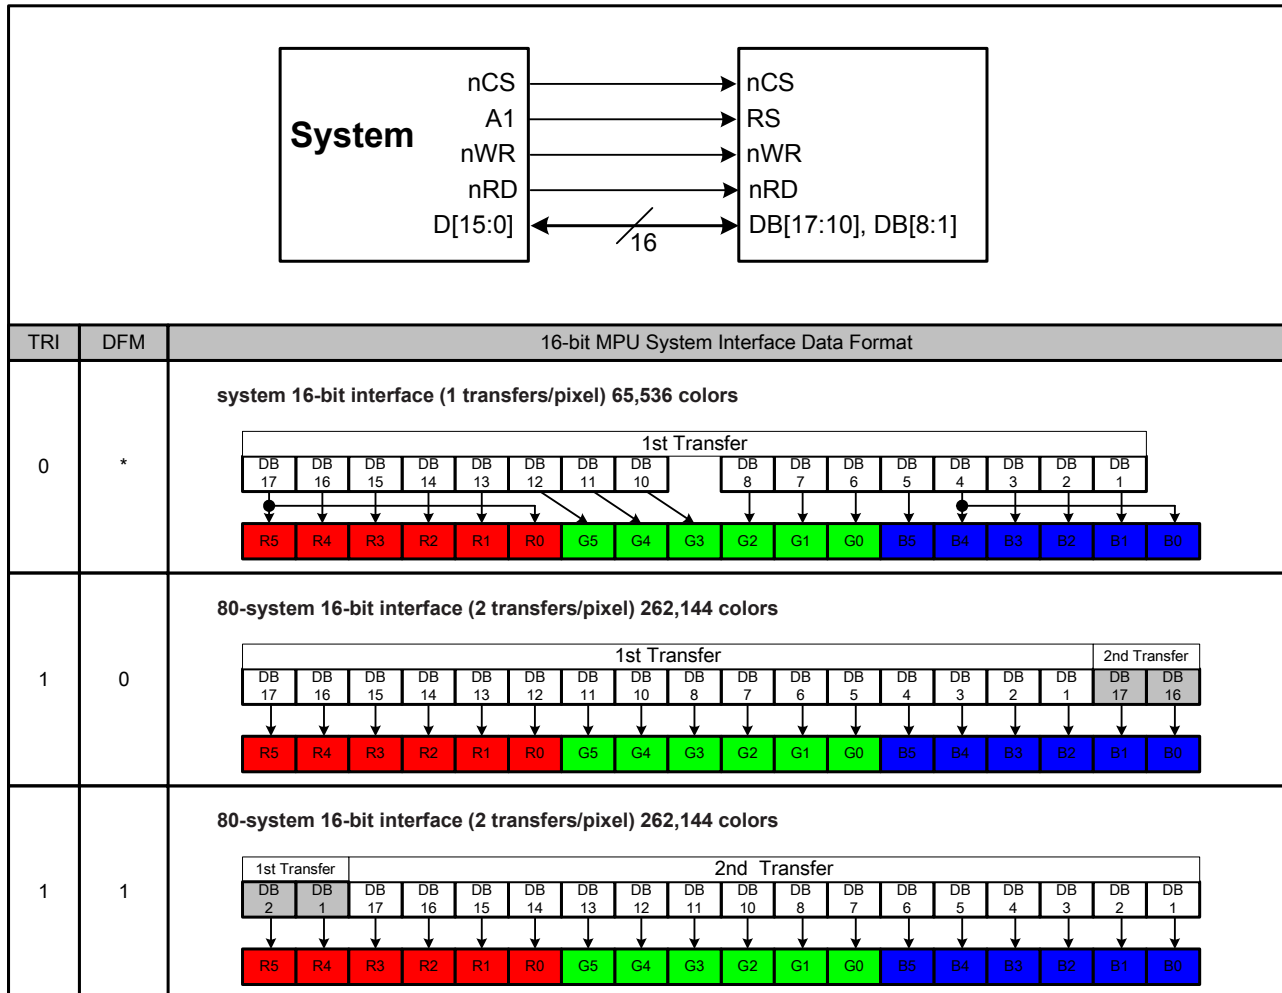 nCS nCS
System A1 RS
nWR nWR
nRD nRD
D[15:0] 16 DB[17:10], DB[8:1]
TRI DFM 16-bit MPU System Interface Data Format
system 16-bit interface (1 transfers/pixel) 65,536 colors
1st Transfer
0 * DB DB DB DB DB DB DB DB DB DB DB DB DB DB DB DB
17 16 15 14 13 12 11 10 8 7 6 5 4 3 2 1
R5 R4 R3 R2 R1 R0 G5 G4 G3 G2 G1 G0 B5 B4 B3 B2 B1 B0
80-system 16-bit interface (2 transfers/pixel) 262,144 colors
1st Transfer 2nd Transfer
1 0 DB DB DB DB DB DB DB DB DB DB DB DB DB DB DB DB DB DB
17 16 15 14 13 12 11 10 8 7 6 5 4 3 2 1 17 16
R5 R4 R3 R2 R1 R0 G5 G4 G3 G2 G1 G0 B5 B4 B3 B2 B1 B0
80-system 16-bit interface (2 transfers/pixel) 262,144 colors
1st Transfer 2nd Transfer
1 1 DB DB DB DB DB DB DB DB DB DB DB DB DB DB DB DB DB DB
2 1 17 16 15 14 13 12 11 10 8 7 6 5 4 3 2 1
R5 R4 R3 R2 R1 R0 G5 G4 G3 G2 G1 G0 B5 B4 B3 B2 B1 B0